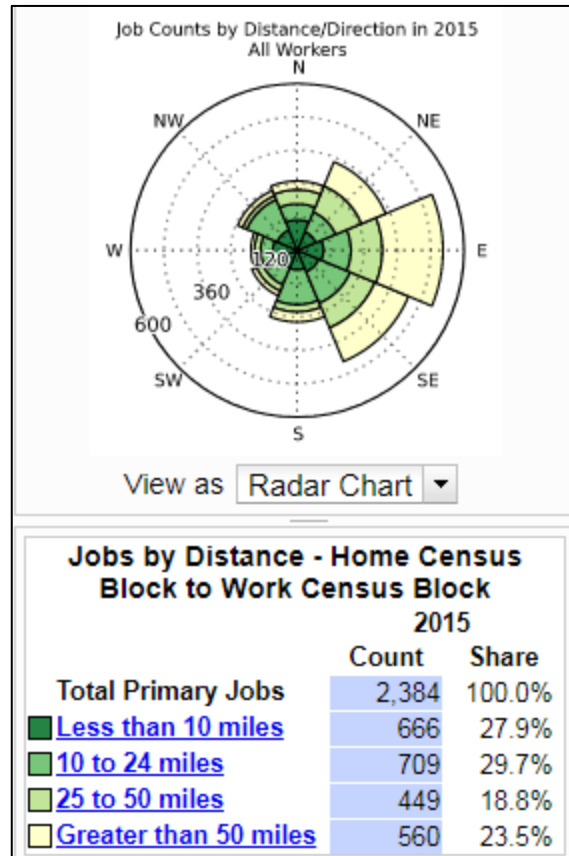 Job Counts by Distance/Direction in 2015
All Workers
N
NW
NE
W
120
E
360
600
SW
SE
S
View as Radar Chart
Jobs by Distance - Home Census
Block to Work Census Block
2015
Count Share
Total Primary Jobs 2,384 100.0%
Less than 10 miles 666 27.9%
10 to 24 miles 709 29.7%
25 to 50 miles 449 18.8%
Greater than 50 miles 560 23.5%